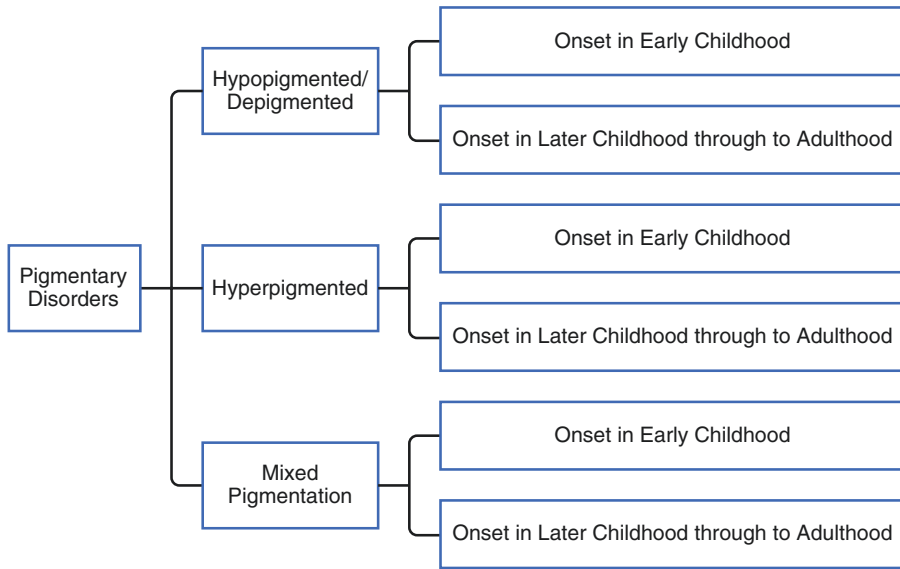 Pigmentary
Disorders
Hypopigmented/
Depigmented
Onset in Early Childhood
Onset in Later Childhood through to Adulthood
Hyperpigmented
Onset in Early Childhood
Onset in Later Childhood through to Adulthood
Mixed
Pigmentation
Onset in Early Childhood
Onset in Later Childhood through to Adulthood